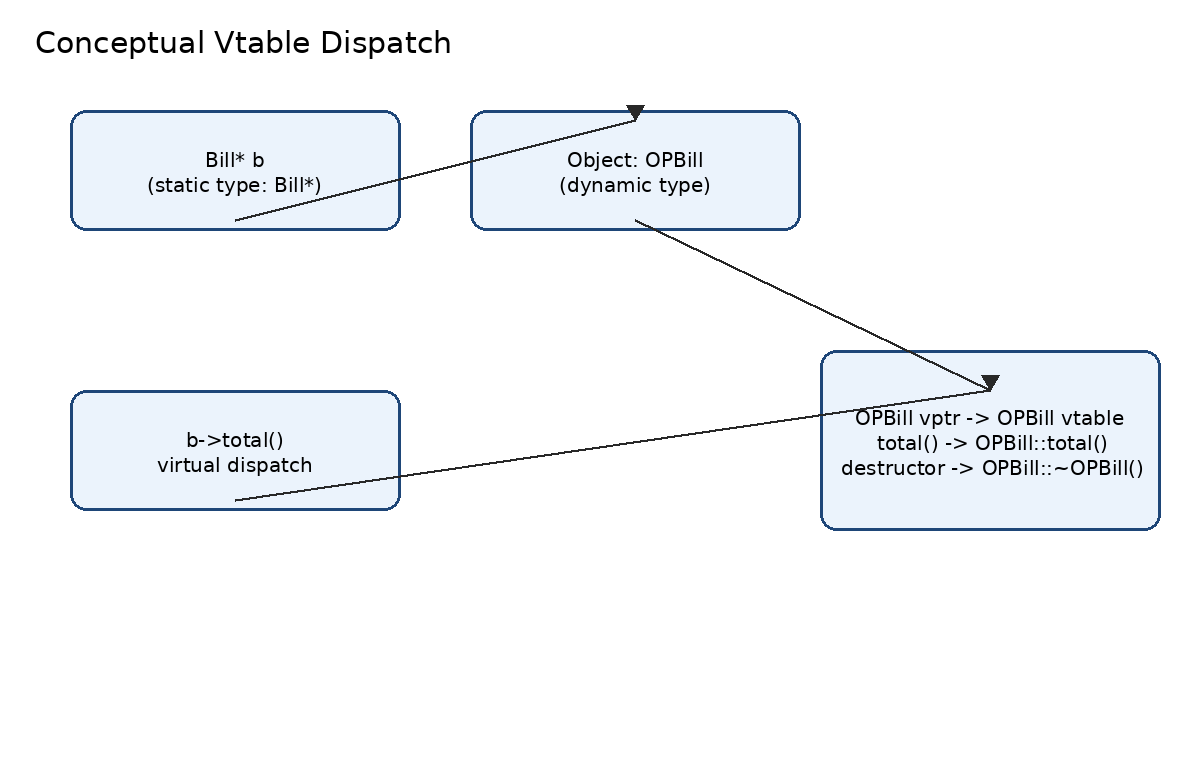 Conceptual Vtable Dispatch
Bill* b
(static type: Bill*)
Object: OPBill
(dynamic type)
b->total()
virtual dispatch
OPBill vptr -> OPBill vtable
total() -> OPBill::total()
destructor -> OPBill::~OPBill()